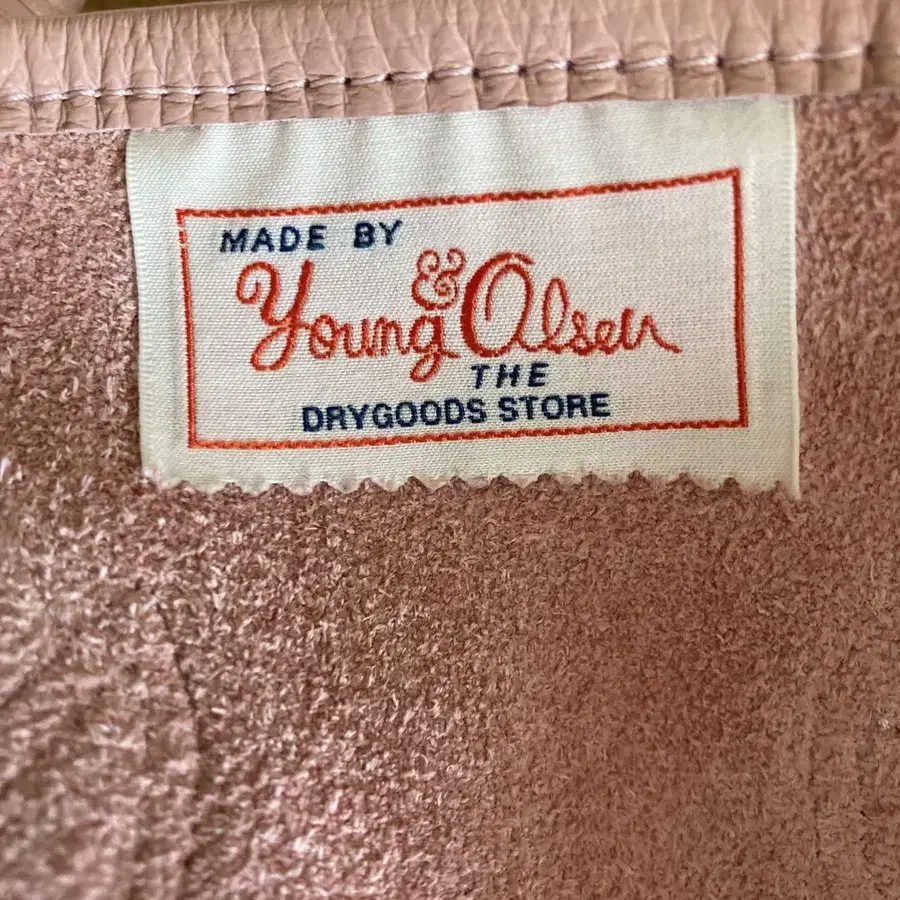 MADE BY
Young & Olsen
THE
DRYGOODS STORE